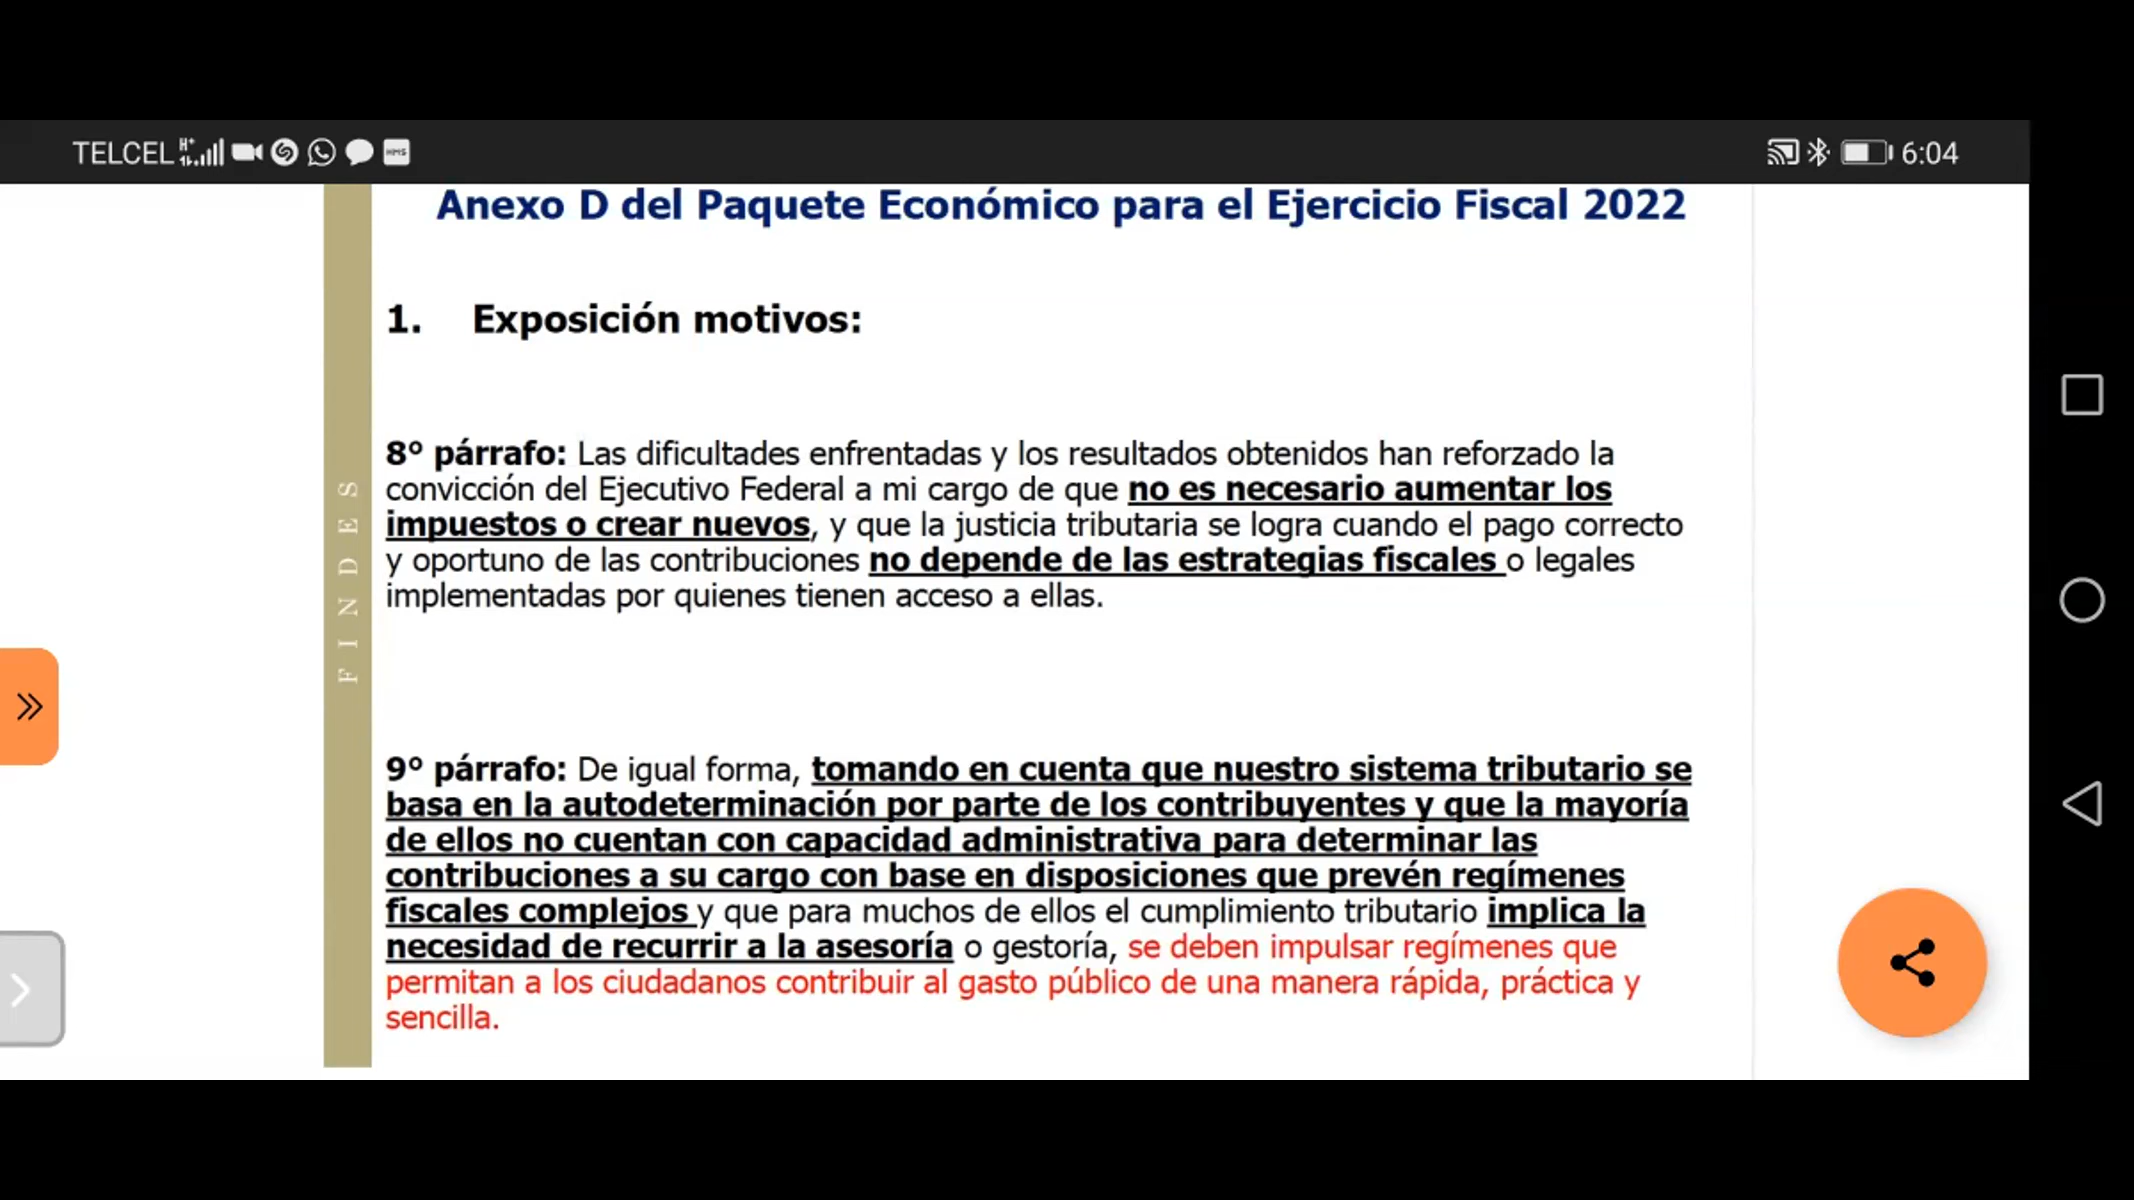 TELCEL H+ HMS 6:04
Anexo D del Paquete Económico para el Ejercicio Fiscal 2022
1. Exposición motivos:
8° párrafo: Las dificultades enfrentadas y los resultados obtenidos han reforzado la
convicción del Ejecutivo Federal a mi cargo de que no es necesario aumentar los
impuestos o crear nuevos, y que la justicia tributaria se logra cuando el pago correcto
y oportuno de las contribuciones no depende de las estrategias fiscales o legales
implementadas por quienes tienen acceso a ellas.
9° párrafo: De igual forma, tomando en cuenta que nuestro sistema tributario se
basa en la autodeterminación por parte de los contribuyentes y que la mayoría
de ellos no cuentan con capacidad administrativa para determinar las
contribuciones a su cargo con base en disposiciones que prevén regímenes
fiscales complejos y que para muchos de ellos el cumplimiento tributario implica la
necesidad de recurrir a la asesoría o gestoría, se deben impulsar regímenes que
permitan a los ciudadanos contribuir al gasto público de una manera rápida, práctica y
sencilla.
FINDES